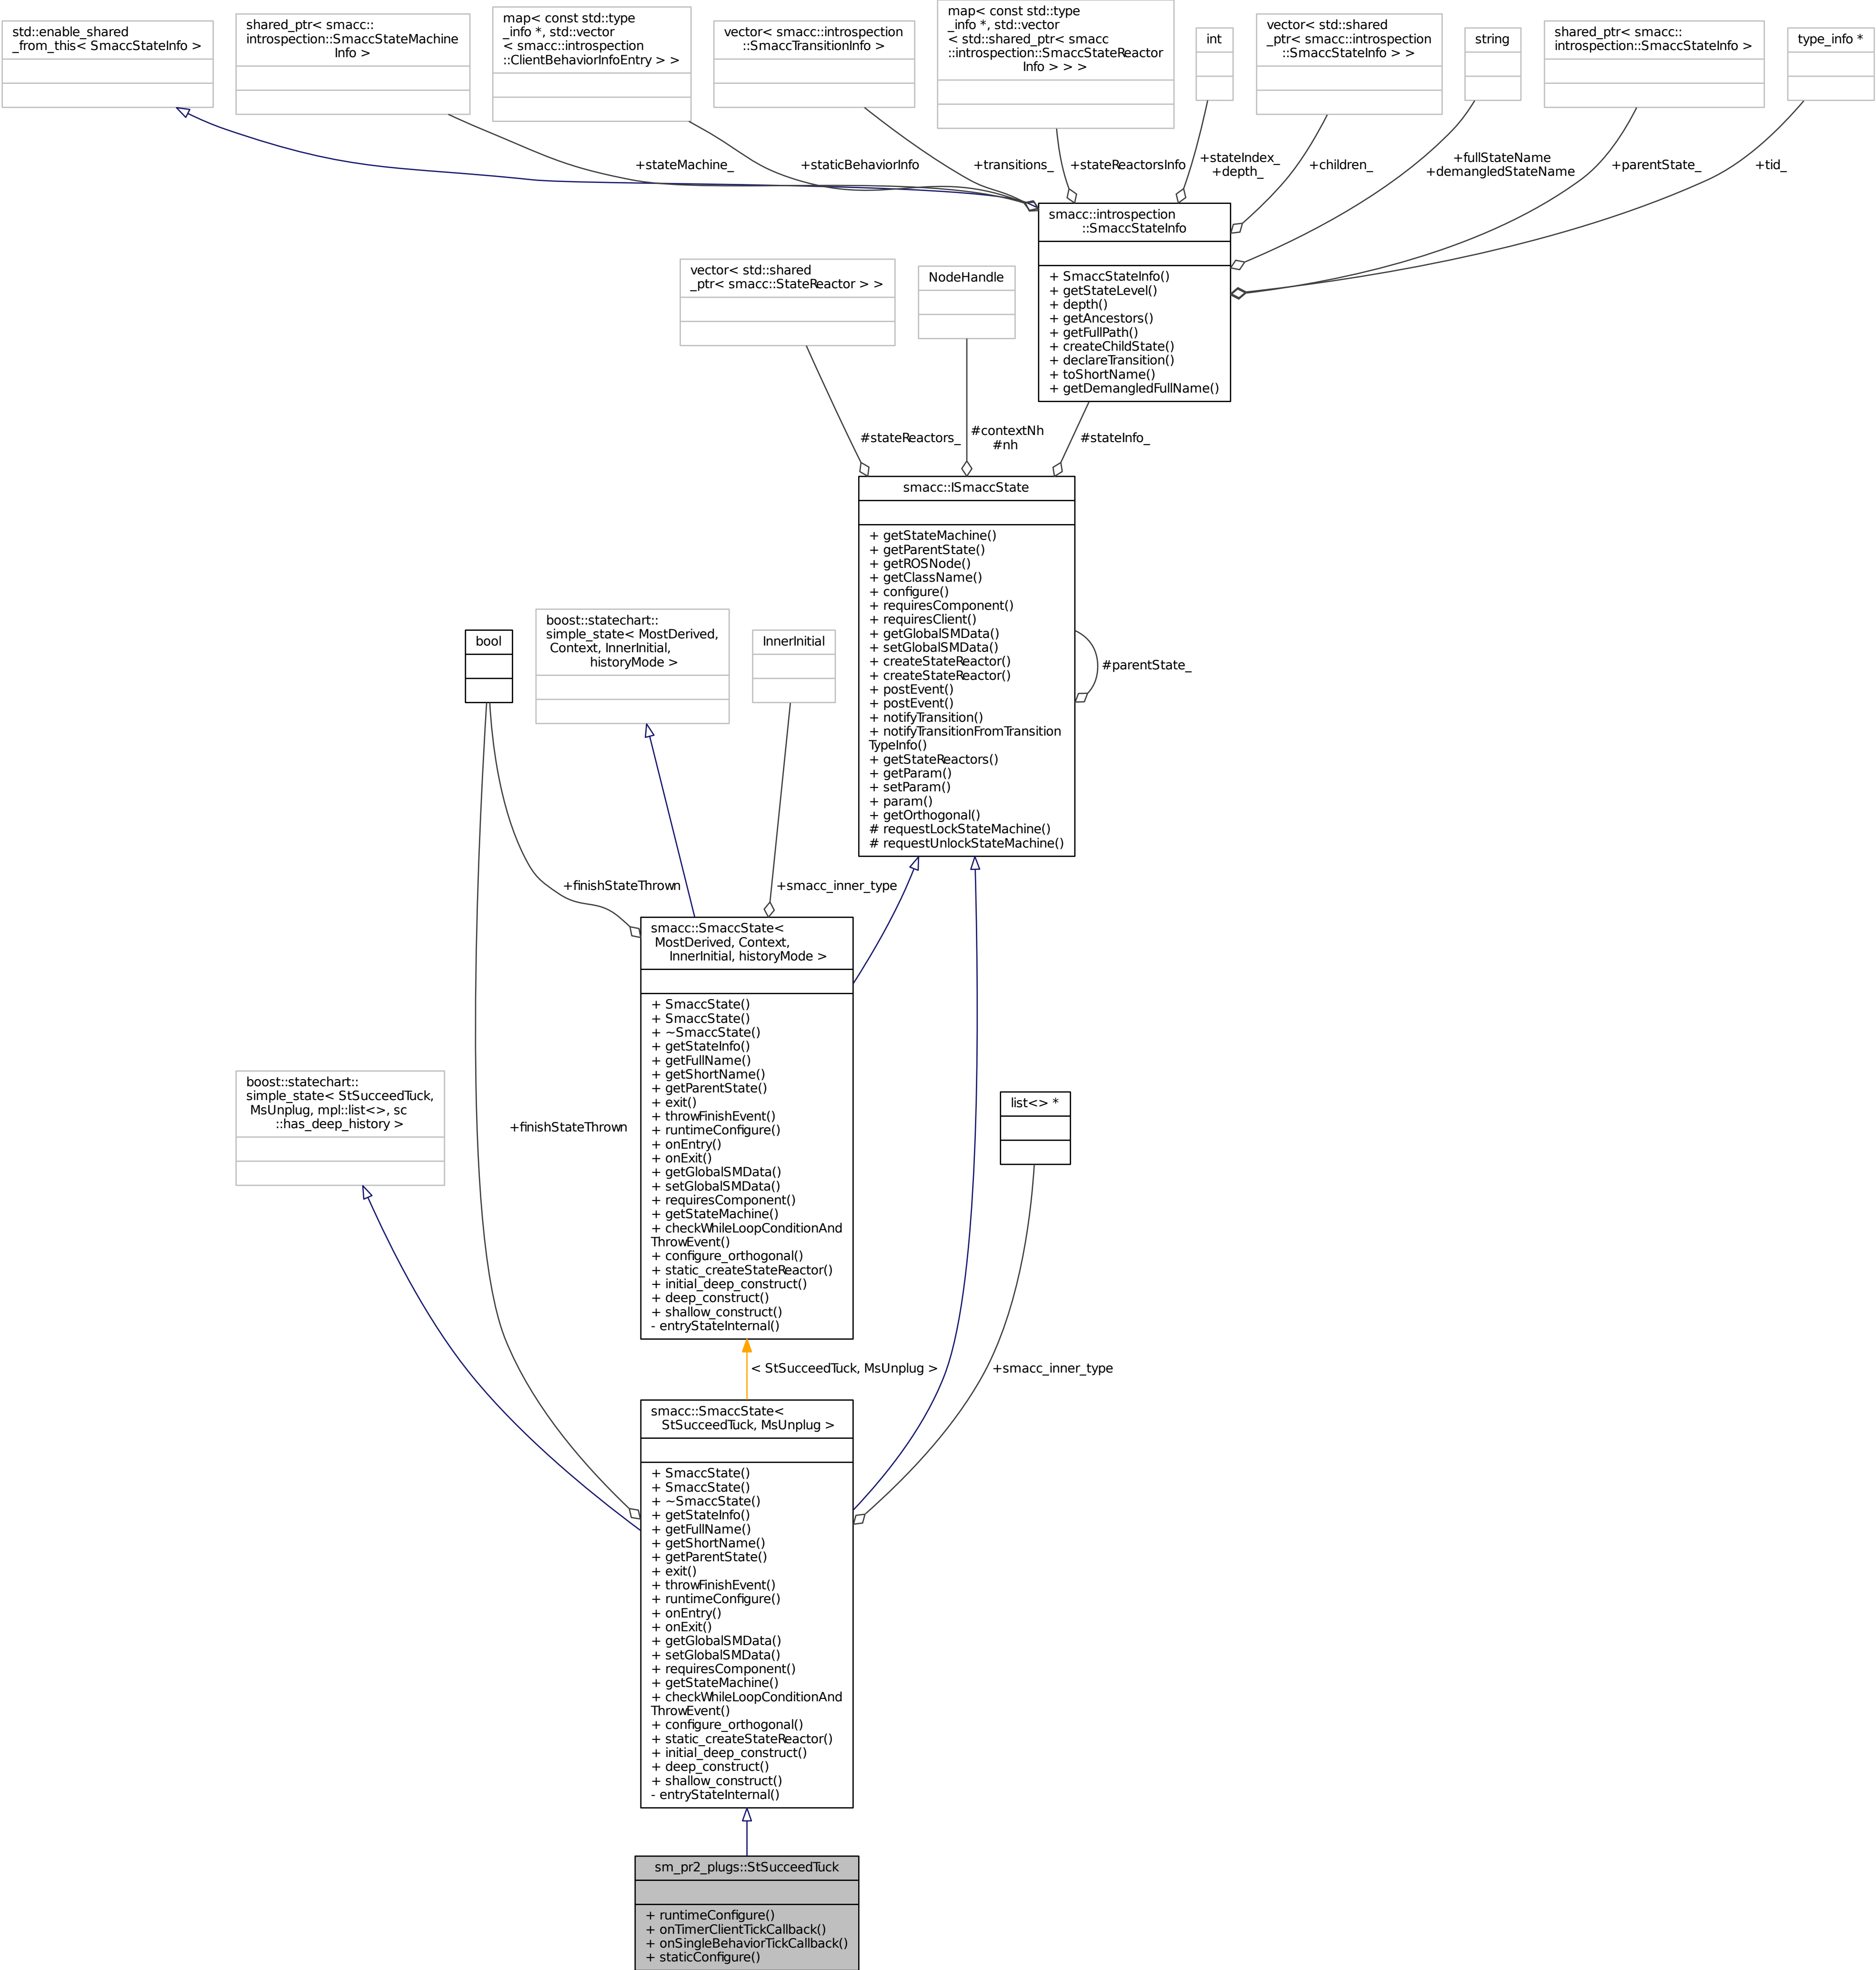 std::enable_shared
_from_this< SmaccStateInfo >
shared_ptr< smacc::
introspection::SmaccStateMachine
Info >
map< const std::type
_info *, std::vector
< smacc::introspection
::ClientBehaviorInfoEntry > >
vector< smacc::introspection
::SmaccTransitionInfo >
map< const std::type
_info *, std::vector
< std::shared_ptr< smacc
::introspection::SmaccStateReactor
Info > > >
int
vector< std::shared
_ptr< smacc::introspection
::SmaccStateInfo > >
string
shared_ptr< smacc::
introspection::SmaccStateInfo >
type_info *
+stateMachine_
+staticBehaviorInfo
+transitions_
+stateReactorsInfo
+stateIndex_
+depth_
+children_
+fullStateName
+demangledStateName
+parentState_
+tid_
smacc::introspection
::SmaccStateInfo
+ SmaccStateInfo()
+ getStateLevel()
+ depth()
+ getAncestors()
+ getFullPath()
+ createChildState()
+ declareTransition()
+ toShortName()
+ getDemangledFullName()
vector< std::shared
_ptr< smacc::StateReactor > >
NodeHandle
#stateReactors_
#contextNh
#nh
#stateInfo_
smacc::ISmaccState
+ getStateMachine()
+ getParentState()
+ getROSNode()
+ getClassName()
+ configure()
+ requiresComponent()
+ requiresClient()
+ getGlobalSMData()
+ setGlobalSMData()
+ createStateReactor()
+ createStateReactor()
+ postEvent()
+ postEvent()
+ notifyTransition()
+ notifyTransitionFromTransition
TypeInfo()
+ getStateReactors()
+ getParam()
+ setParam()
+ param()
+ getOrthogonal()
# requestLockStateMachine()
# requestUnlockStateMachine()
#parentState_
bool
boost::statechart::
simple_state< MostDerived,
Context, InnerInitial,
historyMode >
InnerInitial
+finishStateThrown
+smacc_inner_type
smacc::SmaccState<
MostDerived, Context,
InnerInitial, historyMode >
+ SmaccState()
+ SmaccState()
+ ~SmaccState()
+ getStateInfo()
+ getFullName()
+ getShortName()
+ getParentState()
+ exit()
+ throwFinishEvent()
+ runtimeConfigure()
+ onEntry()
+ onExit()
+ getGlobalSMData()
+ setGlobalSMData()
+ requiresComponent()
+ getStateMachine()
+ checkWhileLoopConditionAnd
ThrowEvent()
+ configure_orthogonal()
+ static_createStateReactor()
+ initial_deep_construct()
+ deep_construct()
+ shallow_construct()
- entryStateInternal()
boost::statechart::
simple_state< StSucceedTuck,
MsUnplug, mpl::list<>, sc
::has_deep_history >
+finishStateThrown
list<> *
< StSucceedTuck, MsUnplug >
+smacc_inner_type
smacc::SmaccState<
StSucceedTuck, MsUnplug >
+ SmaccState()
+ SmaccState()
+ ~SmaccState()
+ getStateInfo()
+ getFullName()
+ getShortName()
+ getParentState()
+ exit()
+ throwFinishEvent()
+ runtimeConfigure()
+ onEntry()
+ onExit()
+ getGlobalSMData()
+ setGlobalSMData()
+ requiresComponent()
+ getStateMachine()
+ checkWhileLoopConditionAnd
ThrowEvent()
+ configure_orthogonal()
+ static_createStateReactor()
+ initial_deep_construct()
+ deep_construct()
+ shallow_construct()
- entryStateInternal()
sm_pr2_plugs::StSucceedTuck
+ runtimeConfigure()
+ onTimerClientTickCallback()
+ onSingleBehaviorTickCallback()
+ staticConfigure()